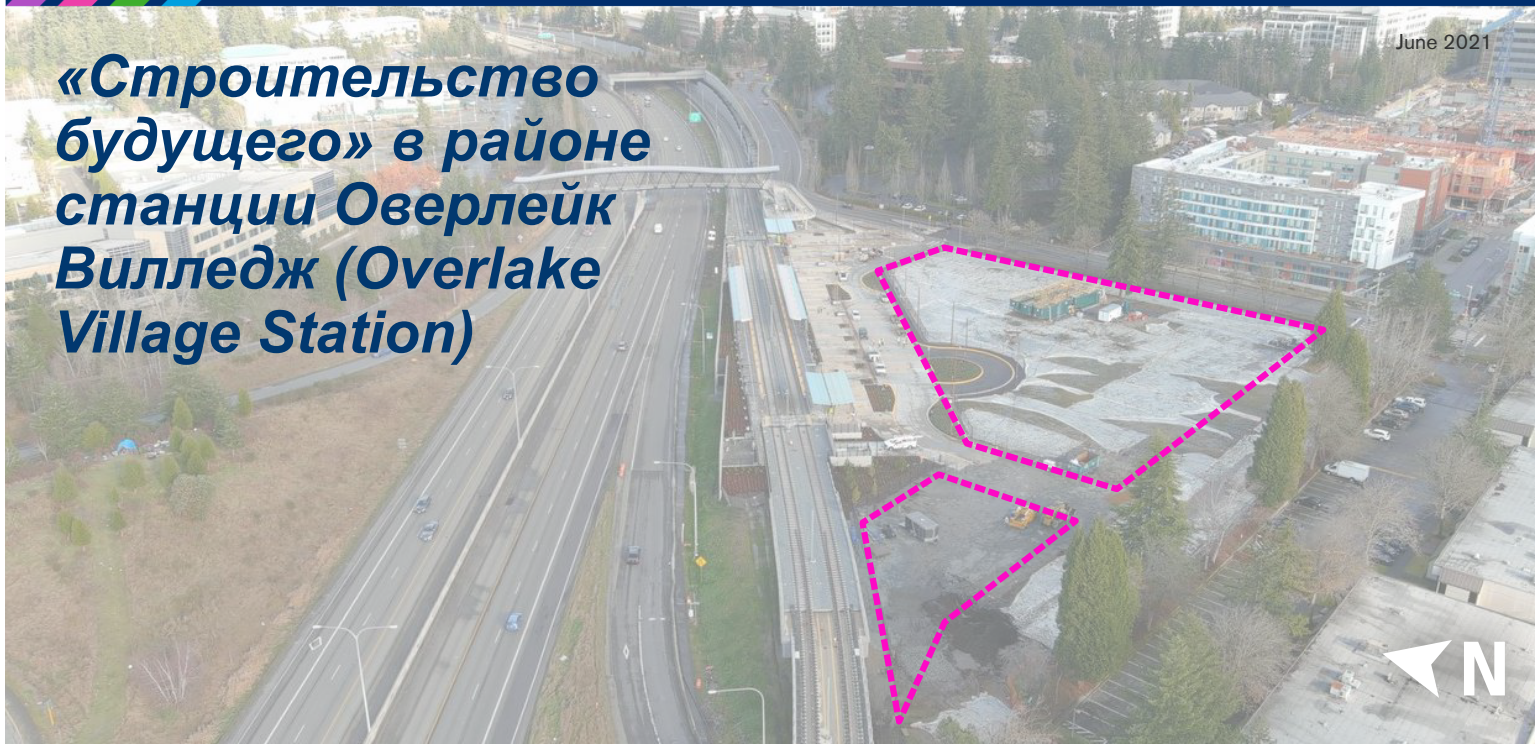 June 2021
«Строительство
будущего» в районе
станции Оверлейк
Вилледж (Overlake
Village Station)
N